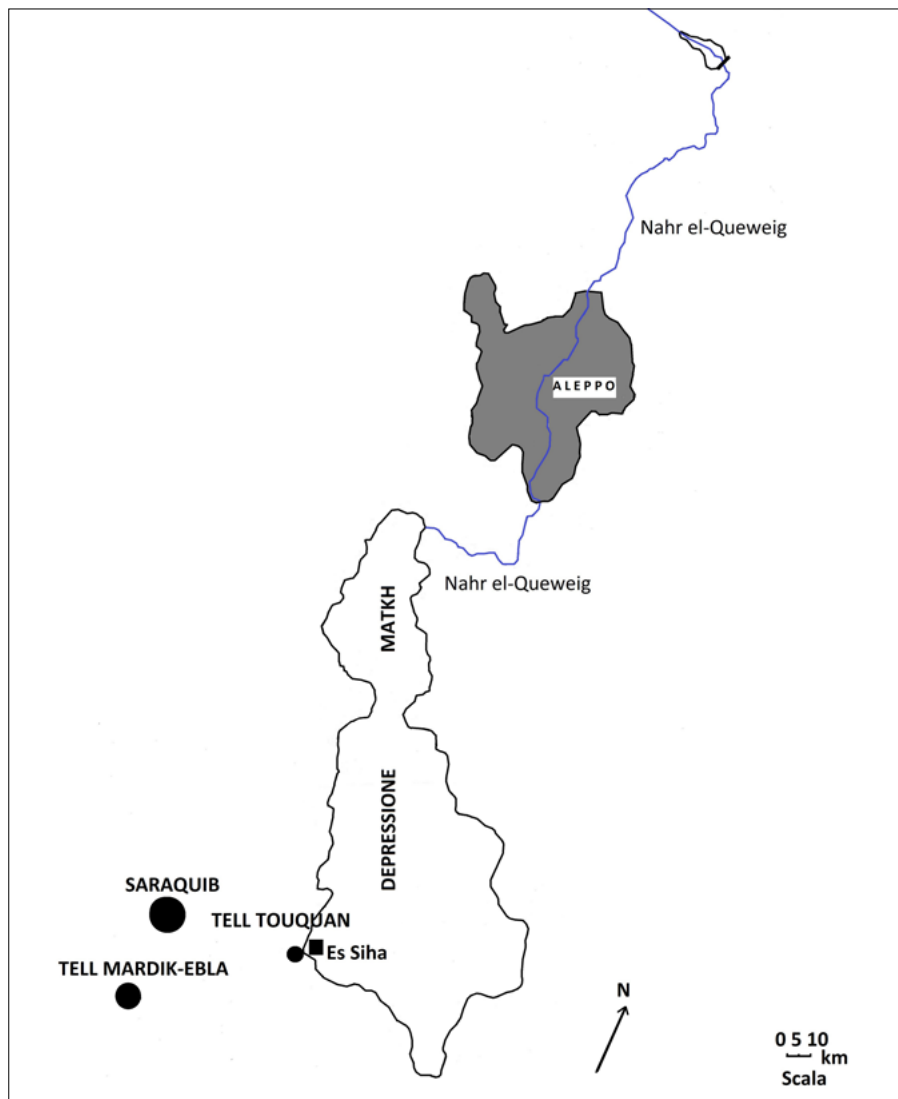 Nahr el-Queweig
ALEPPO
Nahr el-Queweig
MATKH
DEPRESSIONE
SARAQUIB
TELL TOUQUAN
Es Siha
TELL MARDIK-EBLA
N
0 5 10
km
Scala